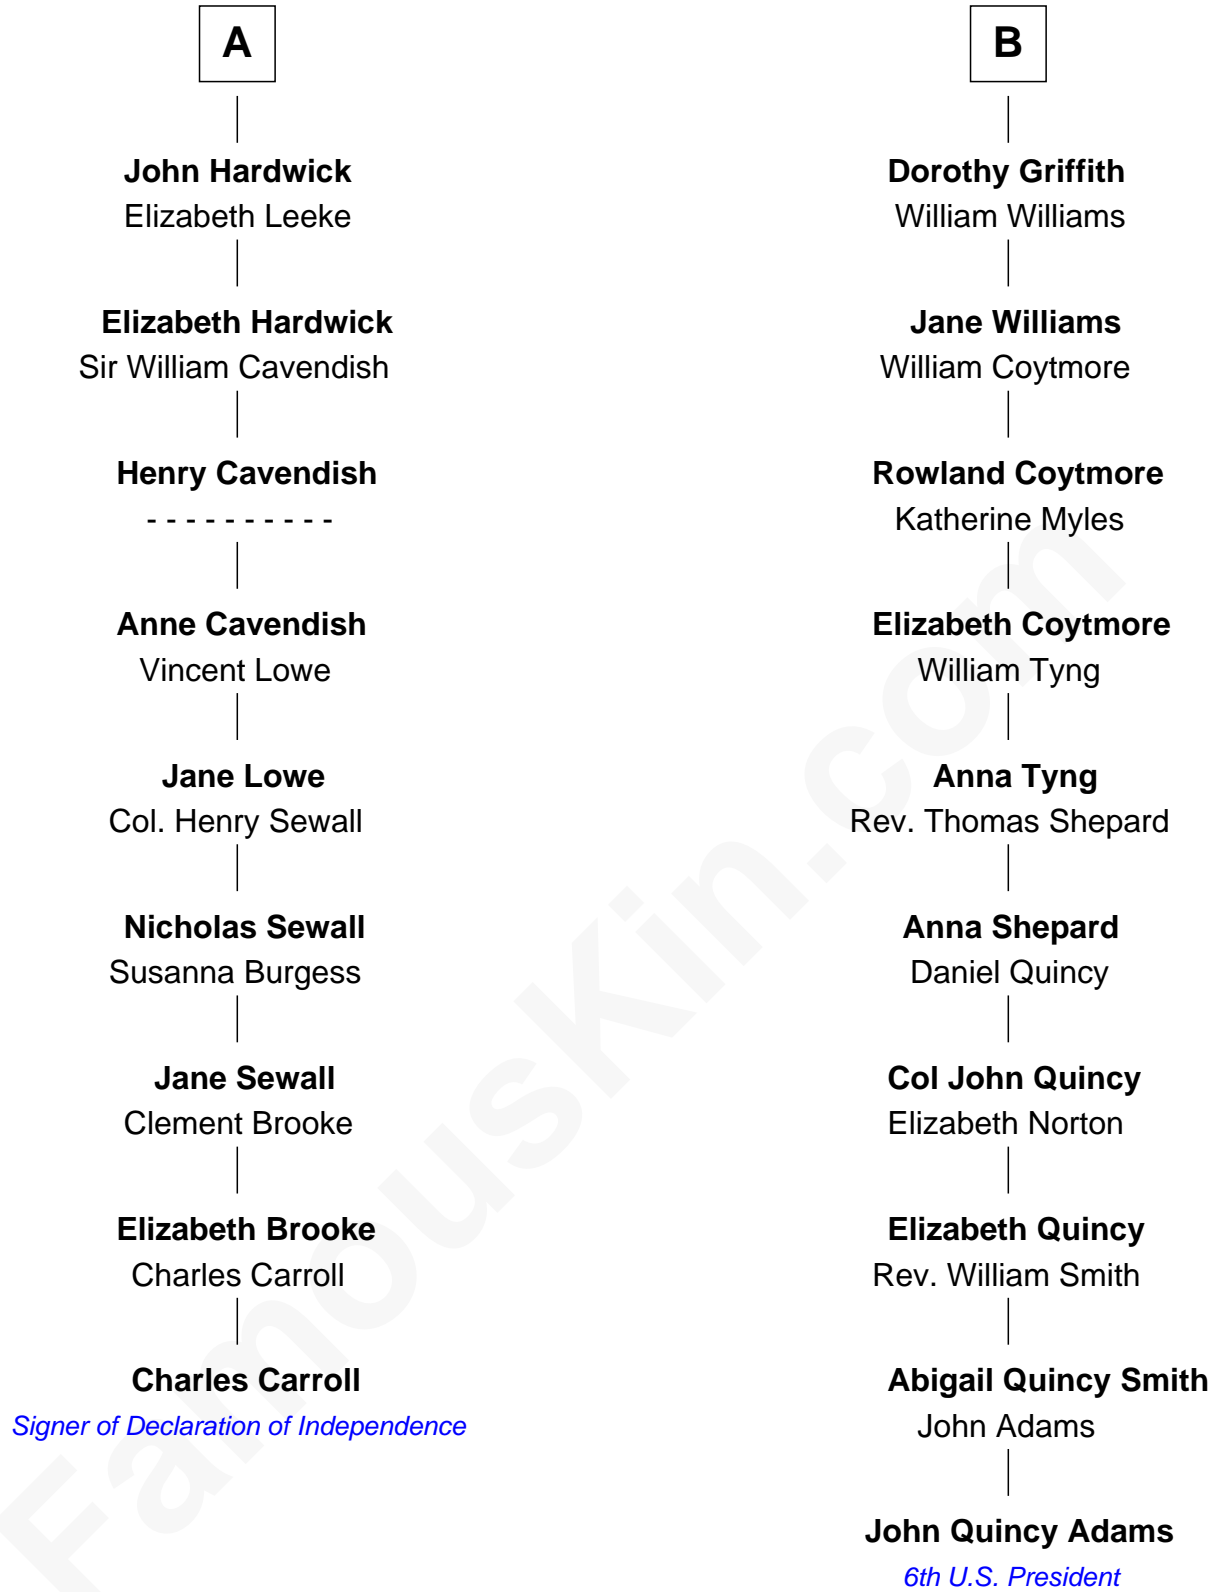 A
John Hardwick
Elizabeth Leeke
Elizabeth Hardwick
Sir William Cavendish
Henry Cavendish
- - - - - - - - - -
Anne Cavendish
Vincent Lowe
Jane Lowe
Col. Henry Sewall
Nicholas Sewall
Susanna Burgess
Jane Sewall
Clement Brooke
Elizabeth Brooke
Charles Carroll
Charles Carroll
Signer of Declaration of Independence
B
Dorothy Griffith
William Williams
Jane Williams
William Coytmore
Rowland Coytmore
Katherine Myles
Elizabeth Coytmore
William Tyng
Anna Tyng
Rev. Thomas Shepard
Anna Shepard
Daniel Quincy
Col John Quincy
Elizabeth Norton
Elizabeth Quincy
Rev. William Smith
Abigail Quincy Smith
John Adams
John Quincy Adams
6th U.S. President
FamousKin.com